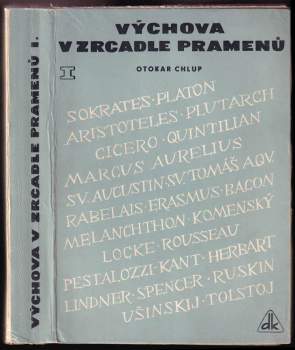 VÝCHOVA V ZRCADLE PRAMENŮ I.
VÝCHOVA
V ZRCADLE PRAMENŮ
I
OTOKAR CHLUP
SOKRATES · PLATON
ARISTOTELES · PLUTARCH
CICERO · QUINTILIAN
MARCUS AURELIUS
SV. AUGUSTIN · SV. TOMÁŠ AQV.
RABELAIS · ERASMUS · BACON
MELANCHTHON · KOMENSKÝ
LOCKE · ROUSSEAU
PESTALOZZI · KANT · HERBART
LINDNER · SPENCER · RUSKIN
UŠINSKIJ · TOLSTOJ
dk